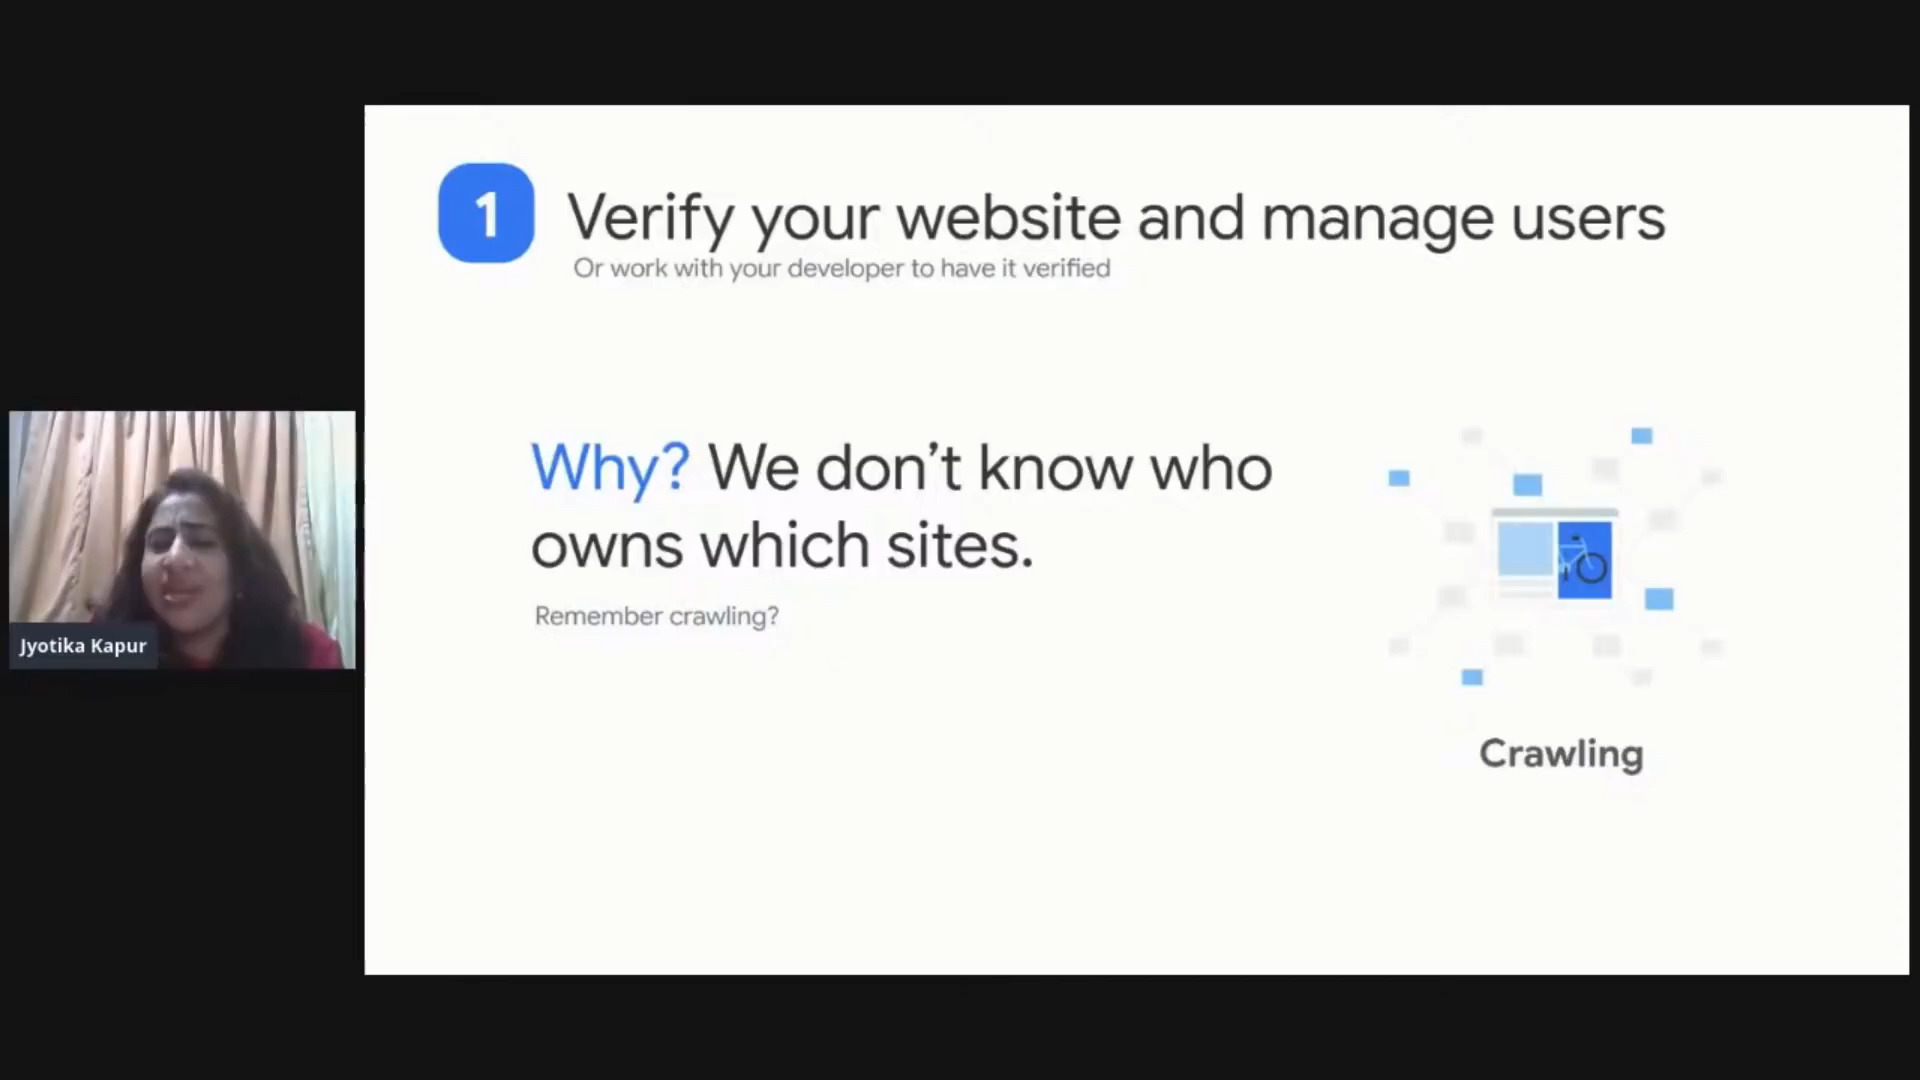 1
Verify your website and manage users
Or work with your developer to have it verified
Why? We don't know who
owns which sites.
Remember crawling?
Crawling
Jyotika Kapur